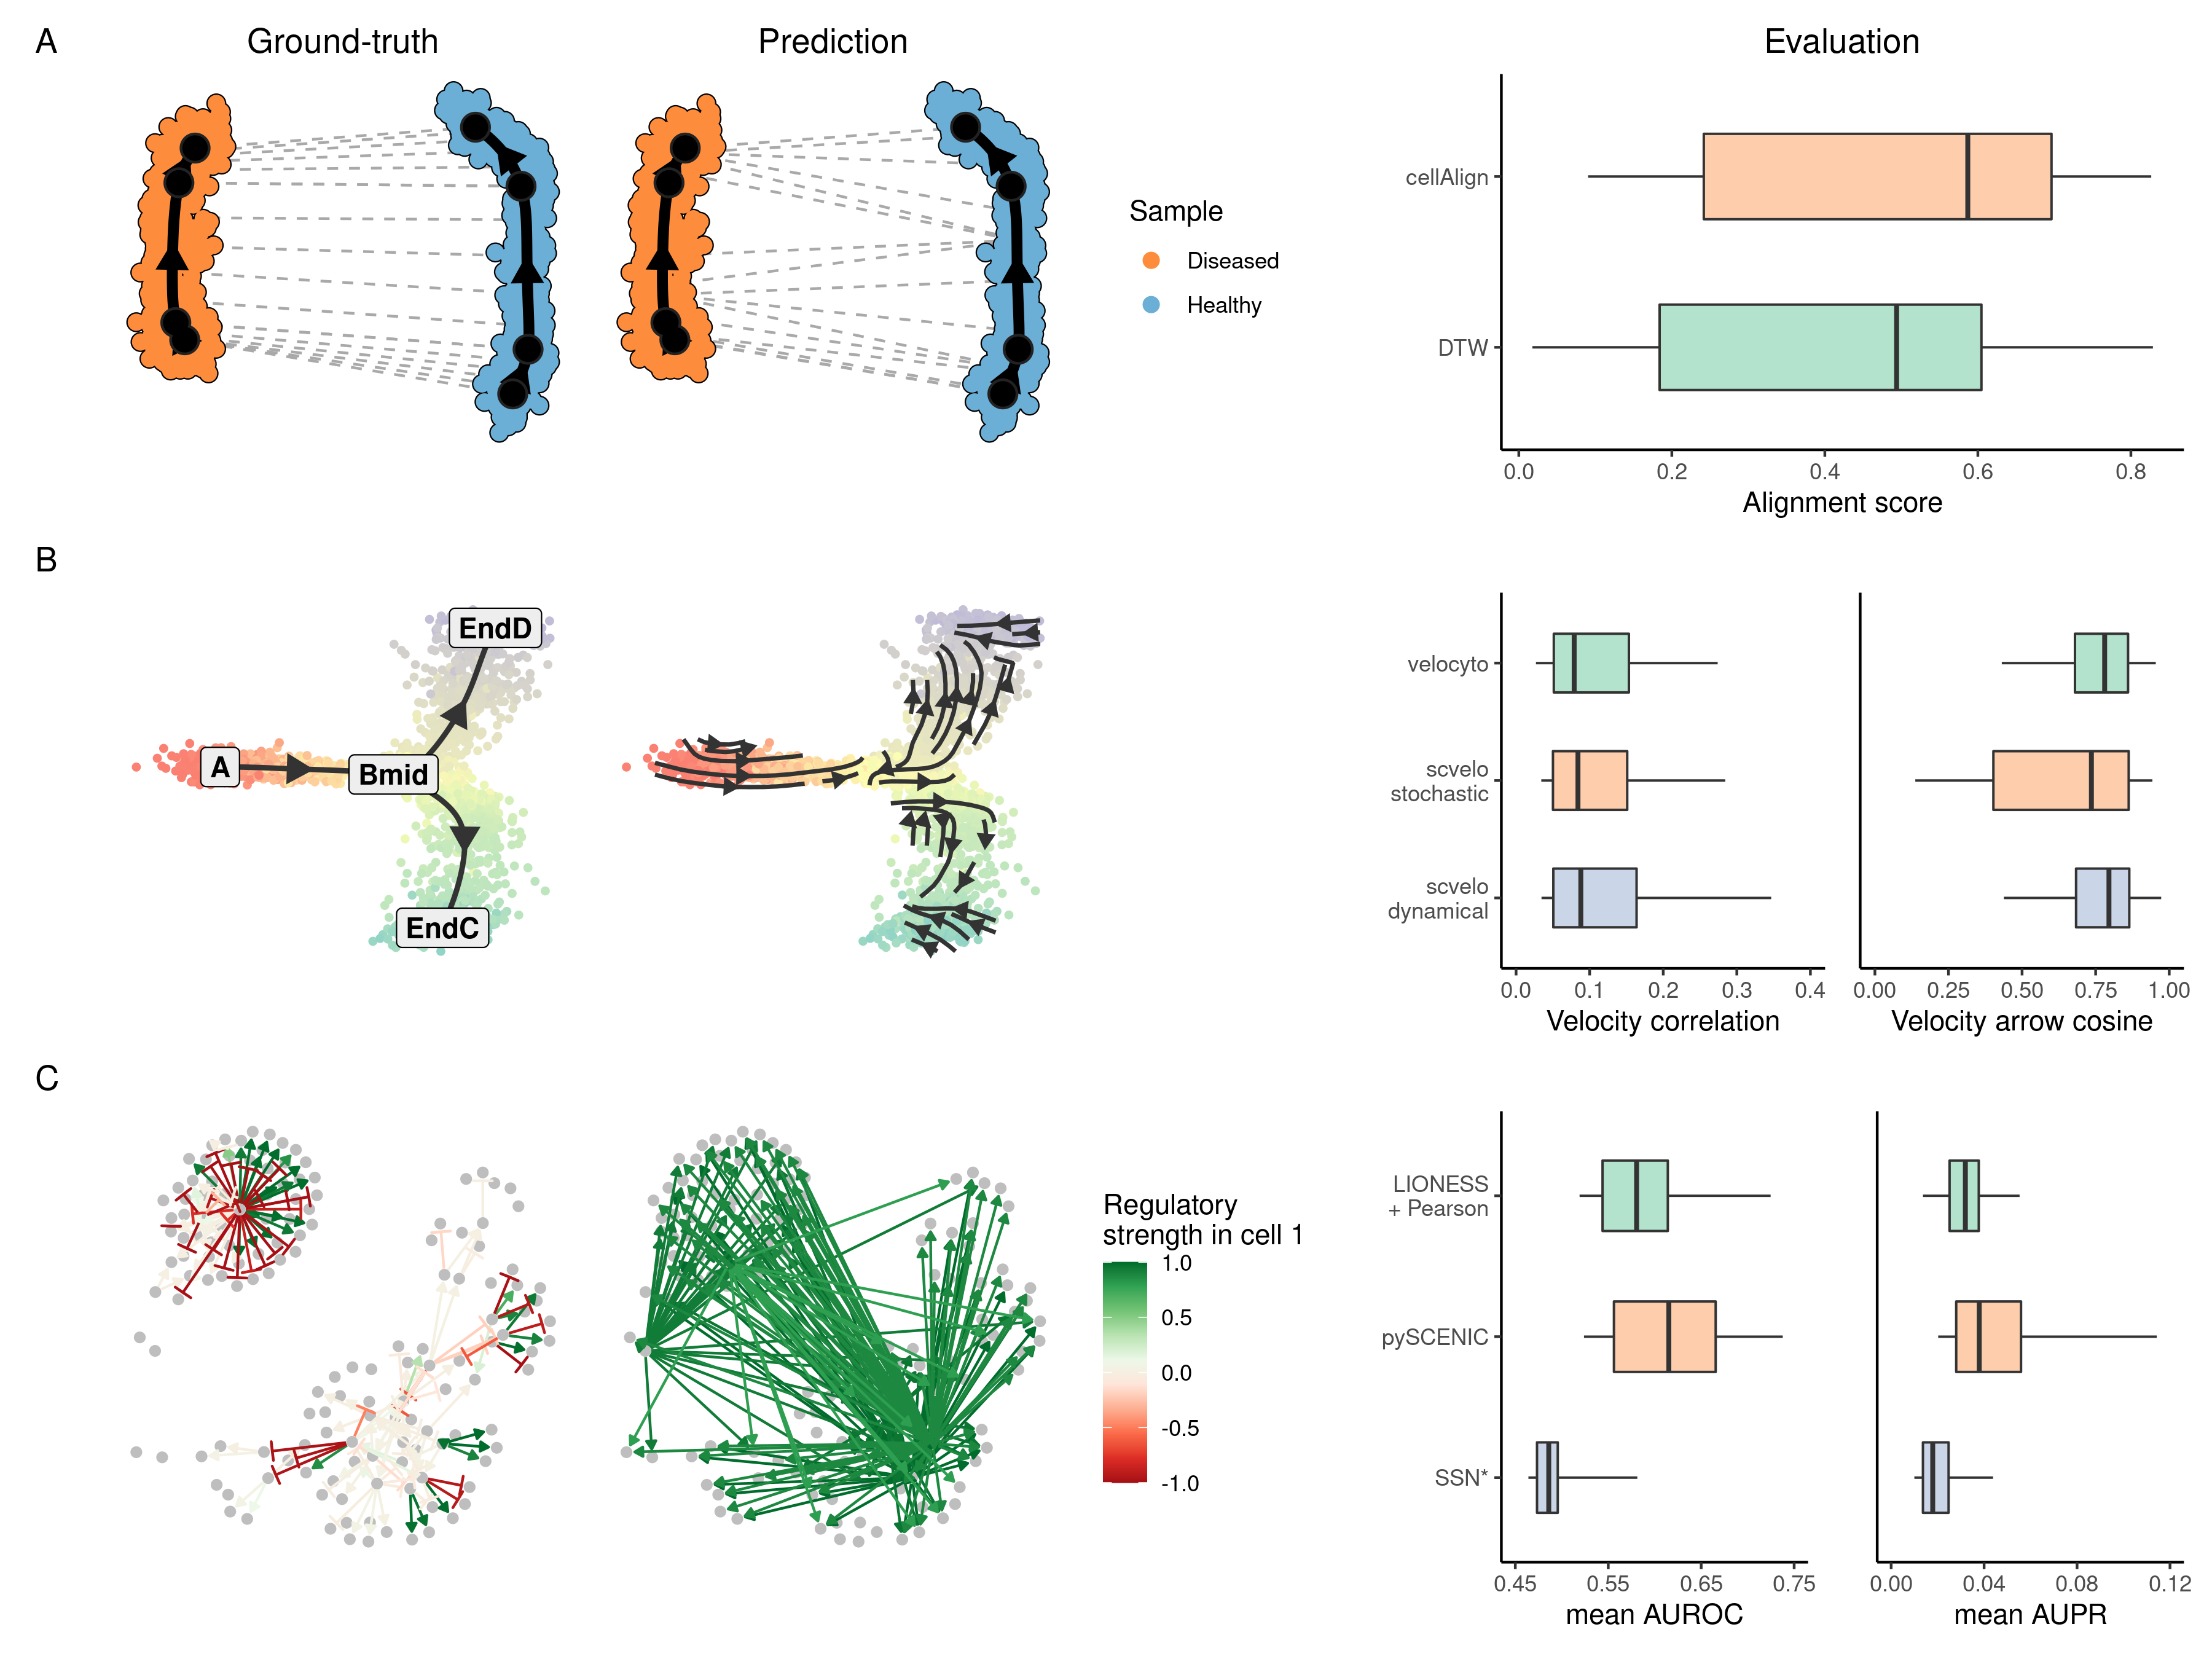 A
Ground-truth
Prediction
Evaluation
Sample
Diseased
Healthy
cellAlign
DTW
0.0 0.2 0.4 0.6 0.8
Alignment score
B
EndD
A
Bmid
EndC
velocyto
scvelo
stochastic
scvelo
dynamical
0.0 0.1 0.2 0.3 0.4
Velocity correlation
0.00 0.25 0.50 0.75 1.00
Velocity arrow cosine
C
Regulatory
strength in cell 1
1.0
0.5
0.0
-0.5
-1.0
LIONESS
+ Pearson
pySCENIC
SSN*
0.45 0.55 0.65 0.75
mean AUROC
0.00 0.04 0.08 0.12
mean AUPR